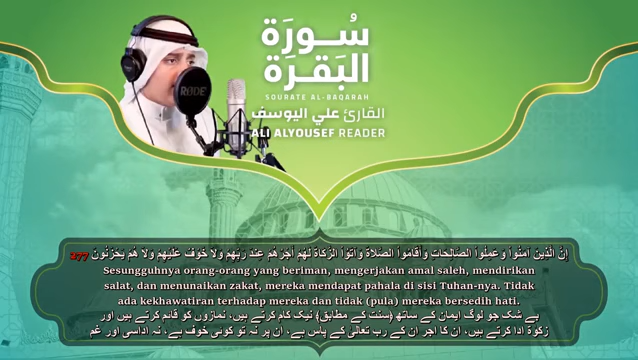 سُورَة
البَقـرَة
SOURATE AL-BAQARAH
القارئ علي اليوسف
ALI ALYOUSEF READER
RØDE
إِنَّ الَّذِينَ آمَنُواْ وَعَمِلُواْ الصَّالِحَاتِ وَأَقَامُواْ الصَّلاَةَ وَآتَوُاْ الزَّكَاةَ لَهُمْ أَجْرُهُمْ عِندَ رَبِّهِمْ وَلاَ خَوْفٌ عَلَيْهِمْ وَلاَ هُمْ يَحْزَنُونَ 277
Sesungguhnya orang-orang yang beriman, mengerjakan amal saleh, mendirikan
salat, dan menunaikan zakat, mereka mendapat pahala di sisi Tuhan-nya. Tidak
ada kekhawatiran terhadap mereka dan tidak (pula) mereka bersedih hati.
بے شک جو لوگ ایمان کے ساتھ (سنت کے مطابق) نیک کام کرتے ہیں، نمازوں کو قائم کرتے ہیں اور
زکوٰة ادا کرتے ہیں، ان کا اجر ان کے رب تعالیٰ کے پاس ہے، ان پر نہ تو کوئی خوف ہے، نہ اداسی اور غم